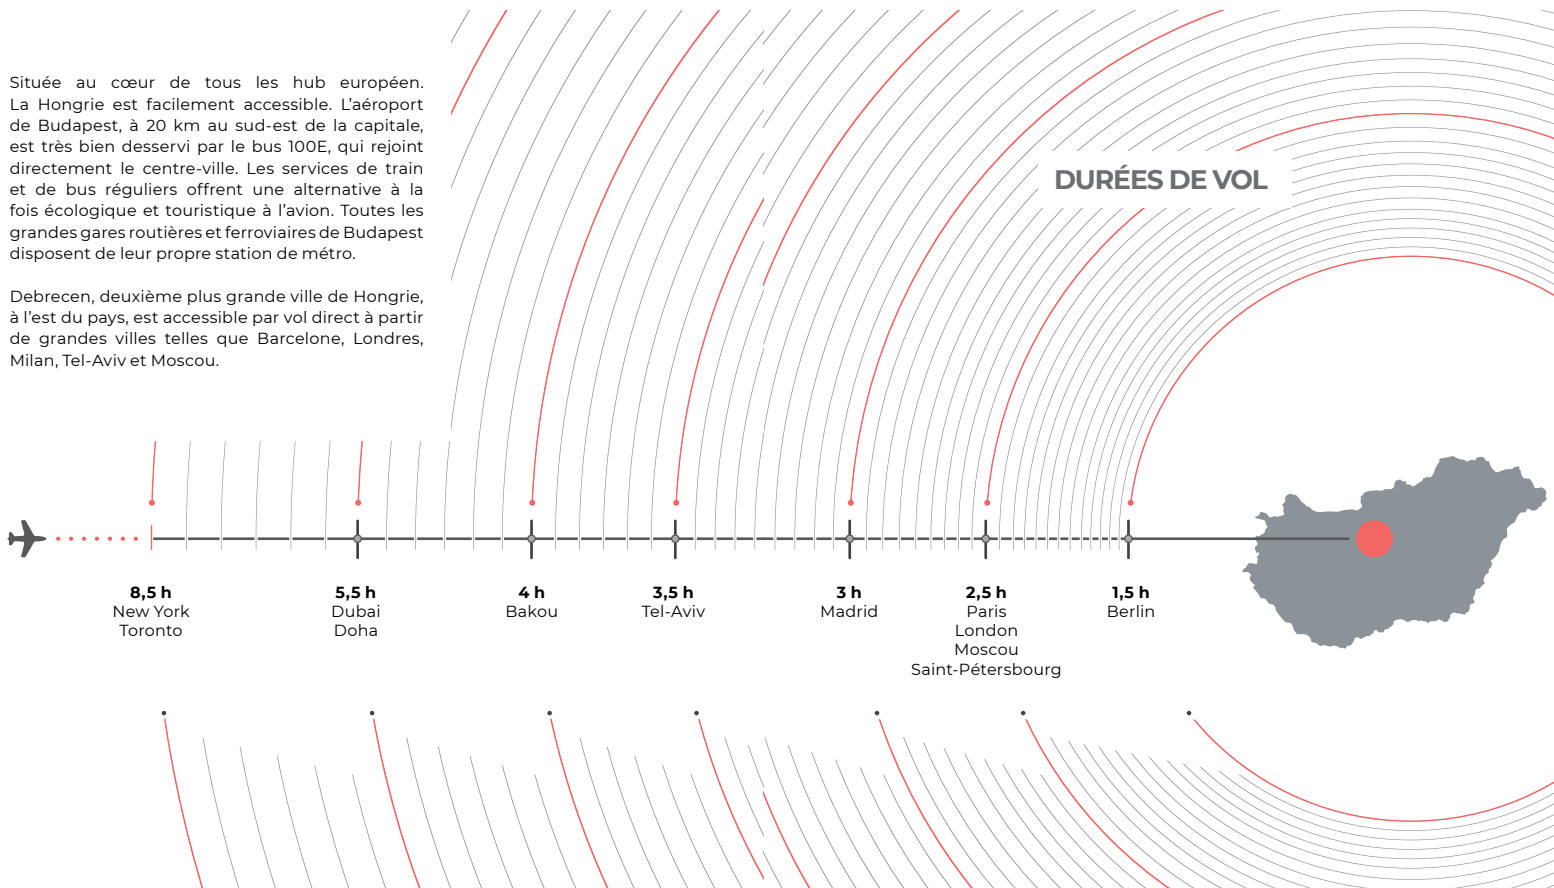 Située au cœur de tous les hub européen.
La Hongrie est facilement accessible. L’aéroport
de Budapest, à 20 km au sud-est de la capitale,
est très bien desservi par le bus 100E, qui rejoint
directement le centre-ville. Les services de train
et de bus réguliers offrent une alternative à la
fois écologique et touristique à l’avion. Toutes les
grandes gares routières et ferroviaires de Budapest
disposent de leur propre station de métro.
Debrecen, deuxième plus grande ville de Hongrie,
à l’est du pays, est accessible par vol direct à partir
de grandes villes telles que Barcelone, Londres,
Milan, Tel-Aviv et Moscou.
DURÉES DE VOL
8,5 h
New York
Toronto
5,5 h
Dubai
Doha
4 h
Bakou
3,5 h
Tel-Aviv
3 h
Madrid
2,5 h
Paris
London
Moscou
Saint-Pétersbourg
1,5 h
Berlin